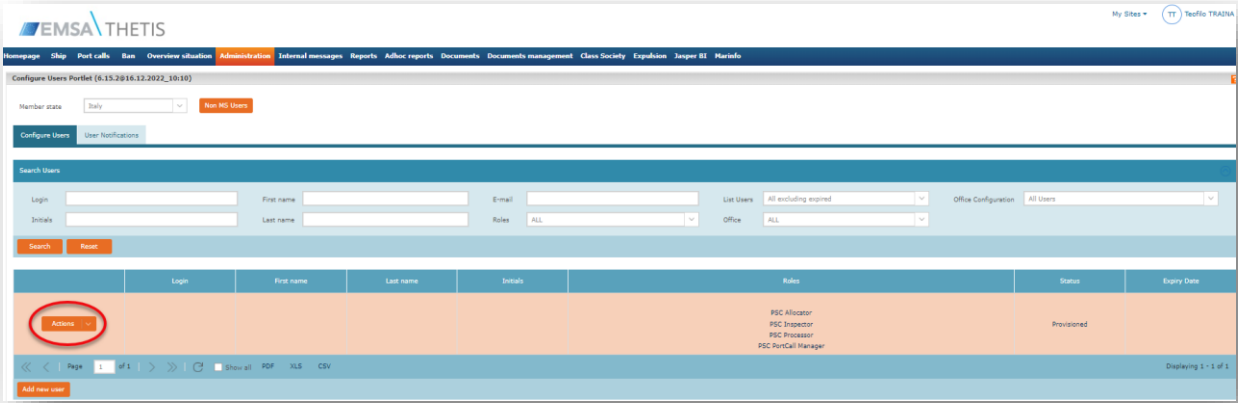 My Sites TT Teofilo TRAINA
EMSA THETIS
Homepage Ship Port calls Ban Overview situation Administration Internal messages Reports Adhoc reports Documents Documents management Class Society Expulsion Jasper BI Marinfo
Configure Users Portlet (6.15.2@16.12.2022_10:10)
Member state Italy Non MS Users
Configure Users User Notifications
Search Users
Login First name E-mail List Users All excluding expired Office Configuration All Users
Initials Last name Roles ALL Office ALL
Search Reset
Login First name Last name Initials Roles Status Expiry Date
PSC Allocator
Actions PSC Inspector Provisioned
PSC Processor
PSC PortCall Manager
Page 1 of 1 Show all PDF XLS CSV Displaying 1 - 1 of 1
Add new user